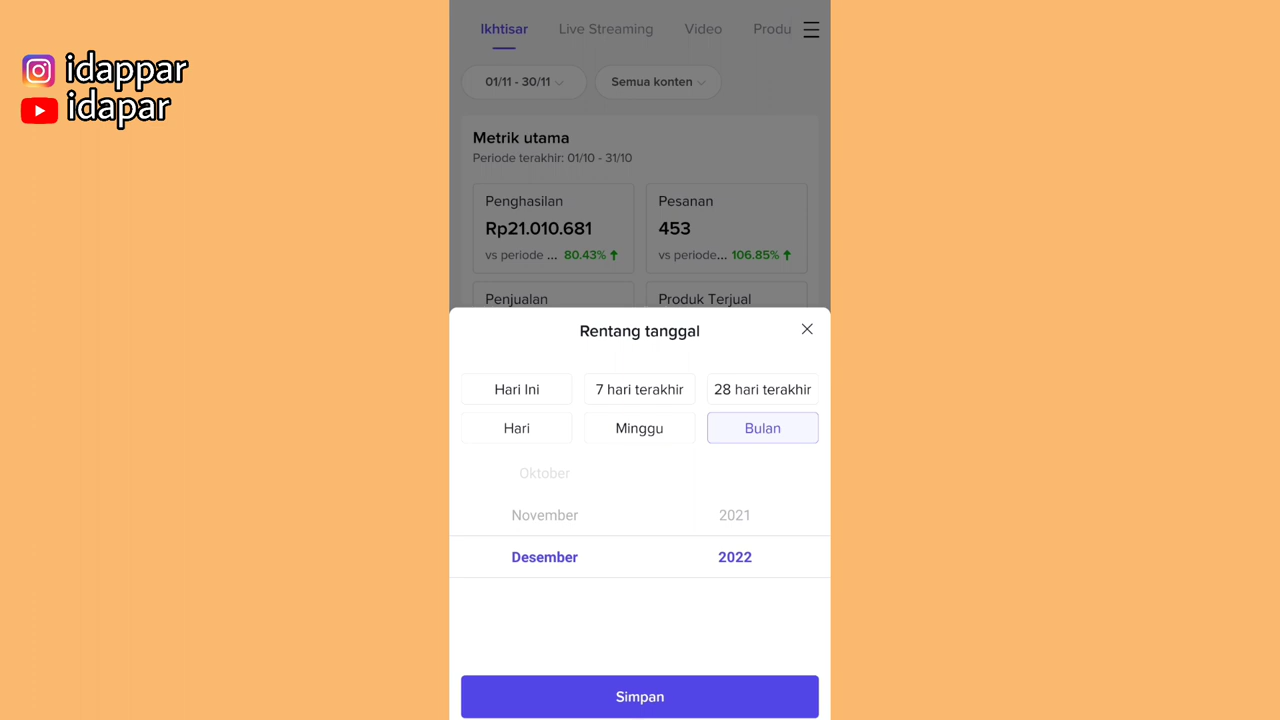 idappar
idapar
Ikhtisar Live Streaming Video Produ
01/11 - 30/11 Semua konten
Metrik utama
Periode terakhir: 01/10 - 31/10
Penghasilan Pesanan
Rp21.010.681 453
vs periode ... 80.43% vs periode... 106.85%
Penjualan Produk Terjual
Rentang tanggal
Hari Ini 7 hari terakhir 28 hari terakhir
Hari Minggu Bulan
Oktober
November 2021
Desember 2022
Simpan